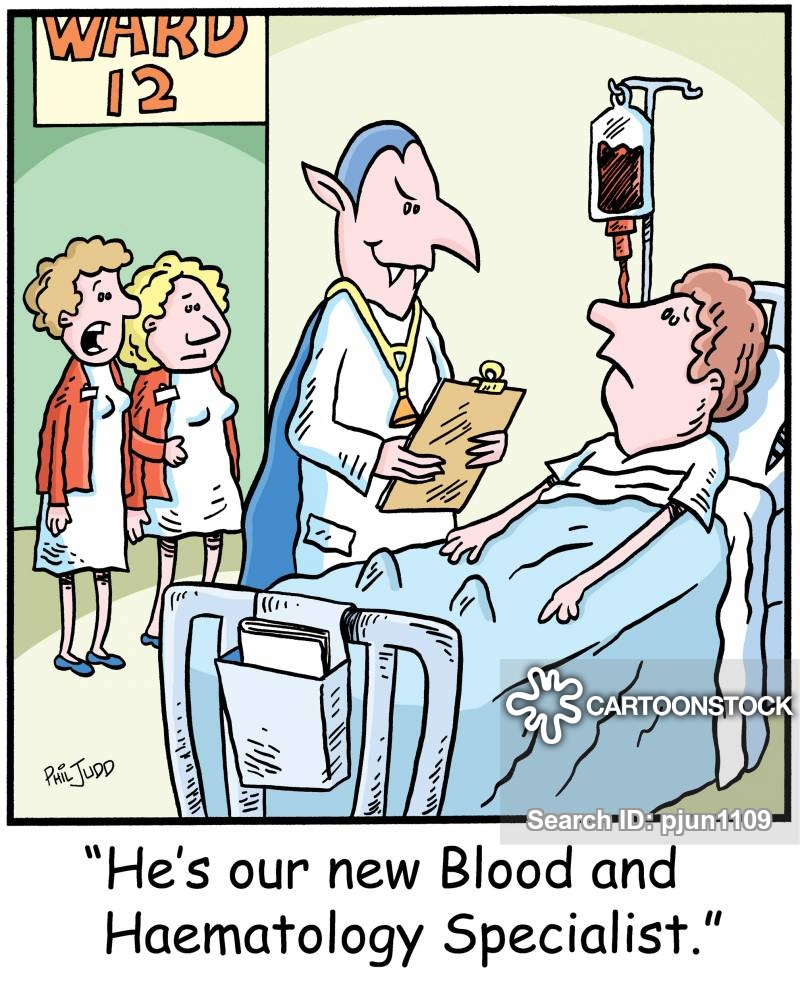 WARD
12
PHIL JUDD
CARTOONSTOCK
Search ID: pjun1109
“He’s our new Blood and
Haematology Specialist.”